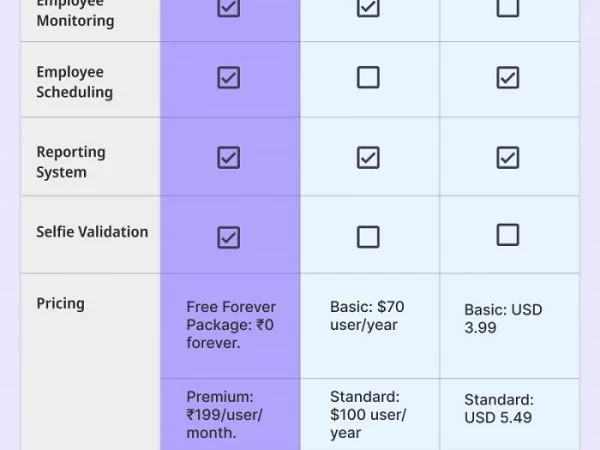 Employee
Monitoring
Employee
Scheduling
Reporting
System
Selfie Validation
Pricing
Free Forever
Package: ₹0
forever.
Basic: $70
user/year
Basic: USD
3.99
Premium:
₹199/user/
month.
Standard:
$100 user/
year
Standard:
USD 5.49